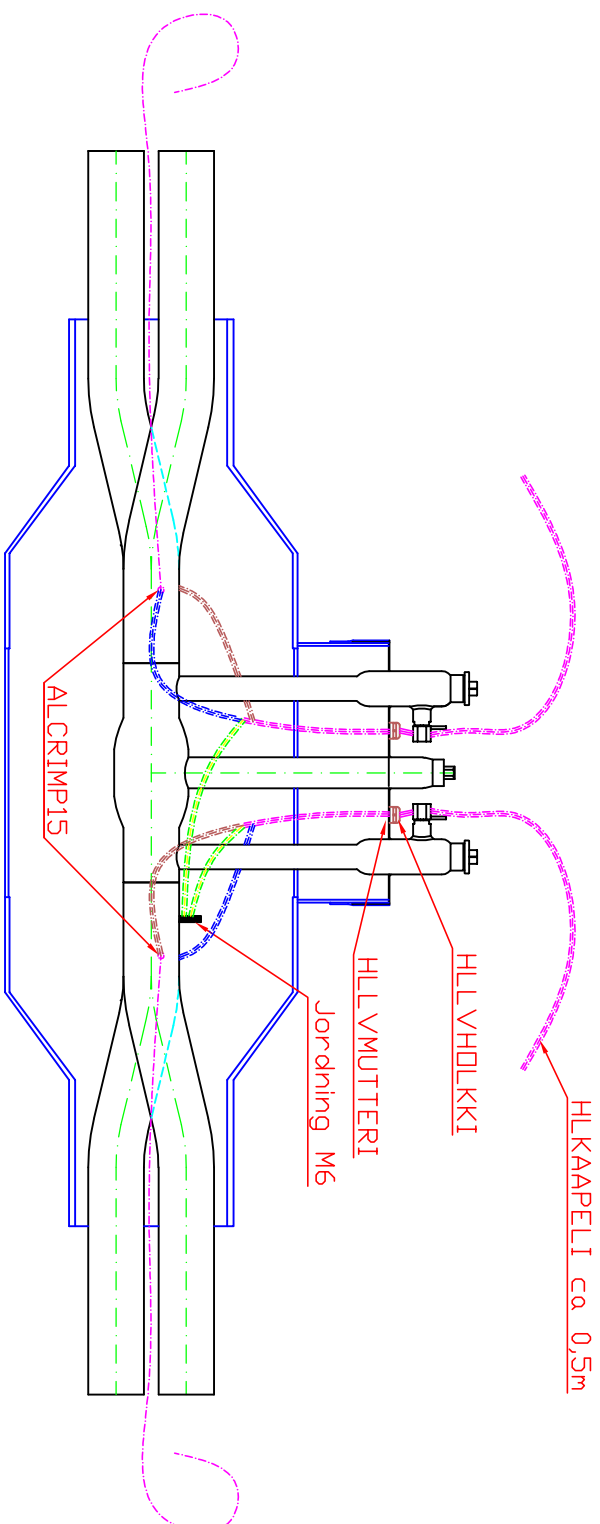 HLKAAPELI ca 0,5m
HLLVHOLKKI
HLLVMUTTERI
Jordning M6
ALCRIMP15